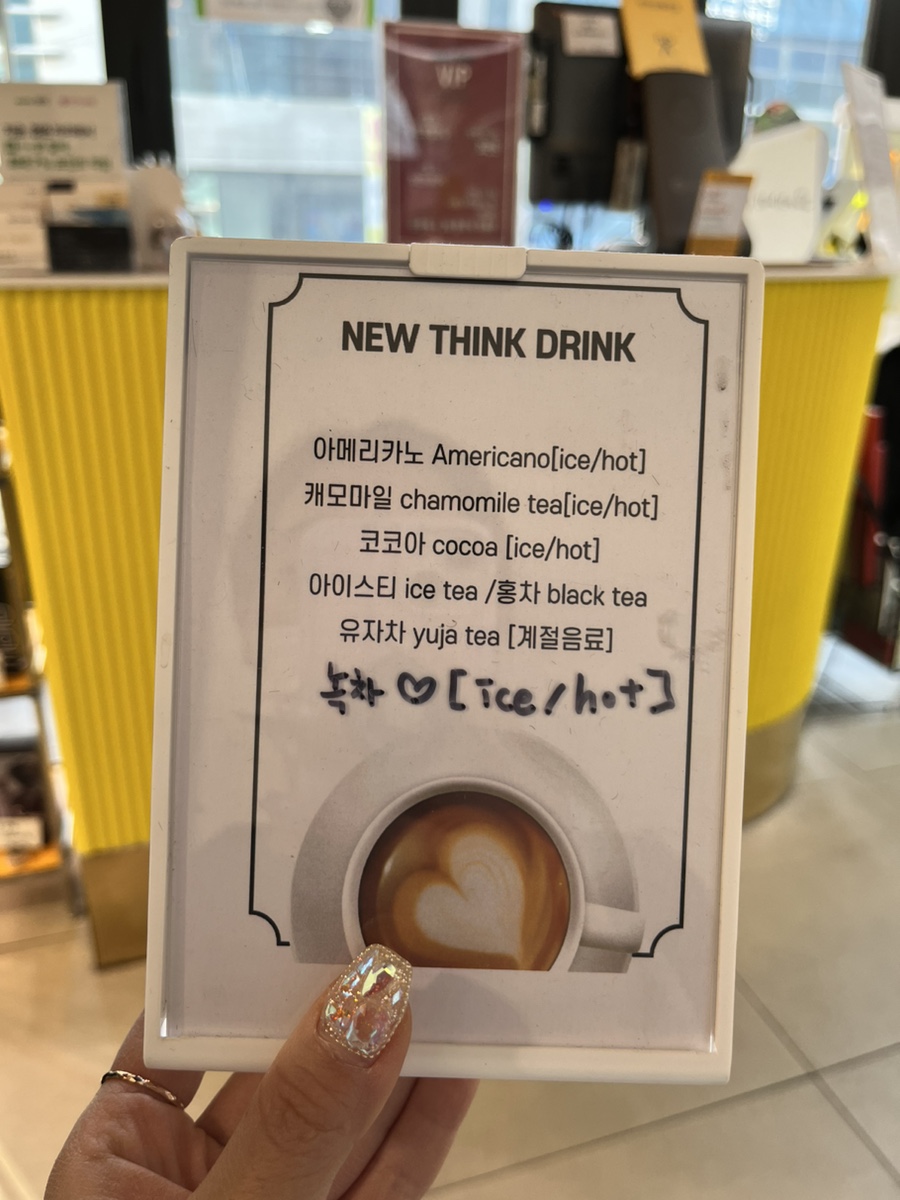 VIP
NEW THINK DRINK
아메리카노 Americano[ice/hot]
캐모마일 chamomile tea[ice/hot]
코코아 cocoa [ice/hot]
아이스티 ice tea /홍차 black tea
유자차 yuja tea [계절음료]
녹차 ♡ [ice/hot]